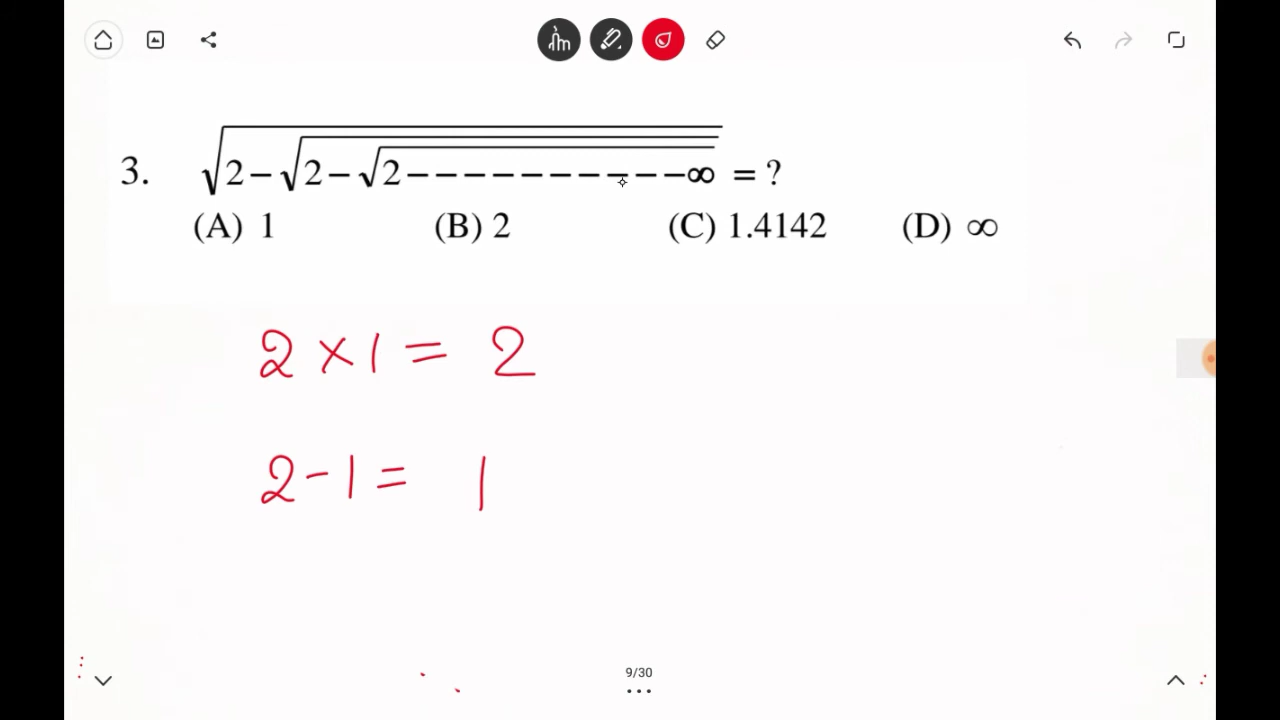 3. √2−√2−√2−−−−−−−−−−∞ = ?
(A) 1 (B) 2 (C) 1.4142 (D) ∞
2 × 1 = 2
2 - 1 = 1
9/30